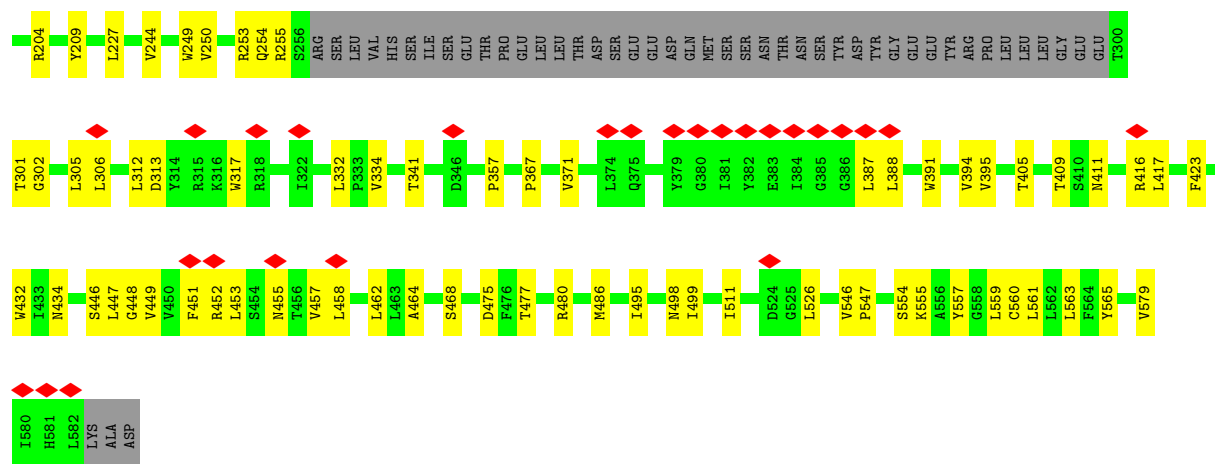 R204 Y209 L227 V244 W249 V250 R253 Q254 R255 S256 ARG SER LEU VAL HIS SER ILE SER GLU THR PRO GLU LEU LEU THR ASP SER GLU GLU ASP GLN MET SER SER ASN THR ASN SER TYR ASP TYR GLY GLU GLU TYR ARG PRO LEU LEU LEU GLY GLU GLU T300
T301 G302 L305 L306 L312 D313 Y314 R315 K316 W317 R318 I322 L332 P333 V334 T341 D346 P357 P367 V371 L374 Q375 Y379 G380 I381 Y382 E383 I384 G385 G386 L387 L388 W391 V394 V395 T405 T409 S410 N411 R416 L417 F423
W432 I433 N434 S446 L447 G448 V449 V450 F451 R452 L453 S454 N455 T456 V457 L458 L462 L463 A464 S468 D475 F476 T477 R480 M486 I495 N498 I499 I511 D524 G525 L526 V546 P547 S554 K555 A556 Y557 G558 L559 C560 L561 L562 L563 F564 Y565 V579
I580 H581 L582 LYS ALA ASP